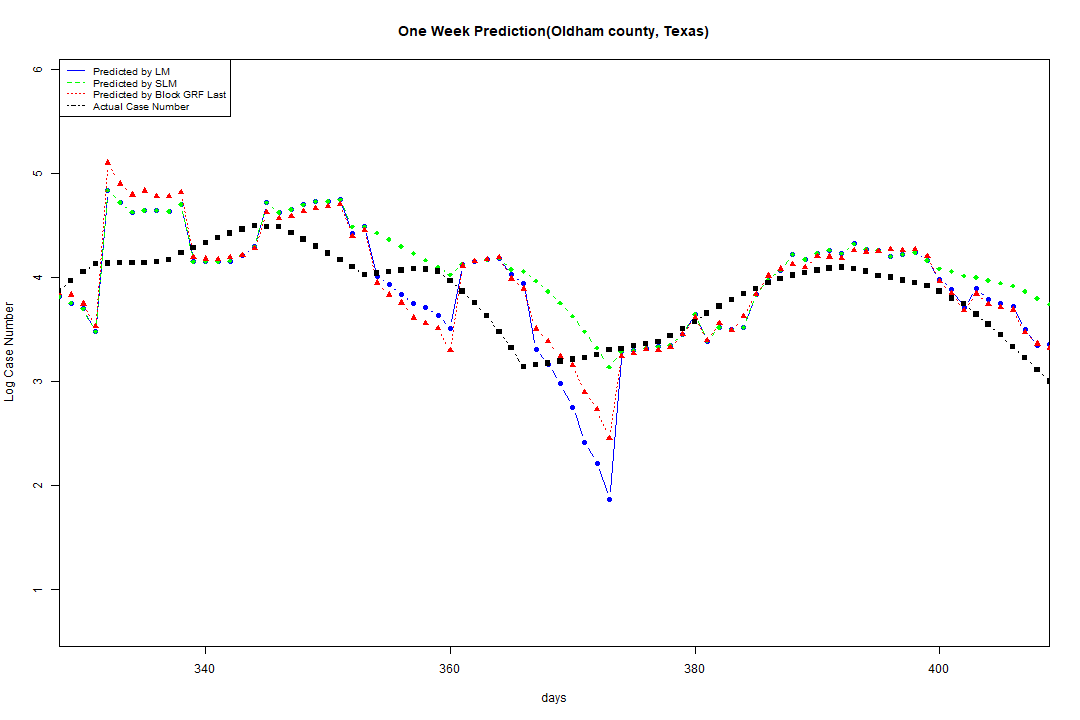 One Week Prediction(Oldham county, Texas)
Predicted by LM
Predicted by SLM
Predicted by Block GRF Last
Actual Case Number
6
5
4
3
2
1
Log Case Number
340 360 380 400
days